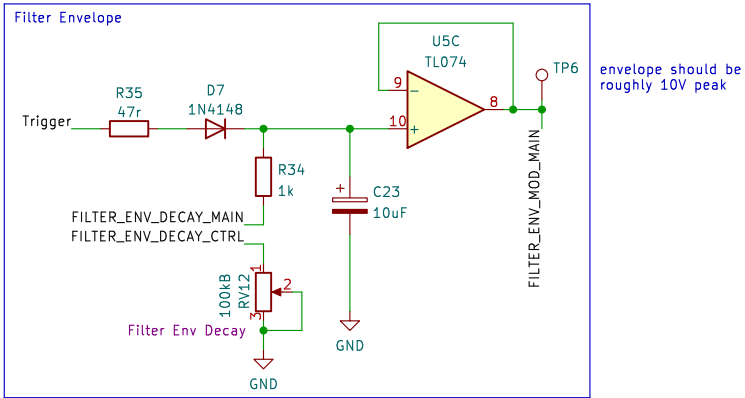 Filter Envelope
envelope should be
roughly 10V peak
U5C
TL074
TP6
R35
47r
D7
1N4148
9
-
8
10
+
Trigger
R34
1k
+
C23
10uF
FILTER_ENV_MOD_MAIN
FILTER_ENV_DECAY_MAIN
FILTER_ENV_DECAY_CTRL
1
2
3
100kB
RV12
Filter Env Decay
GND
GND